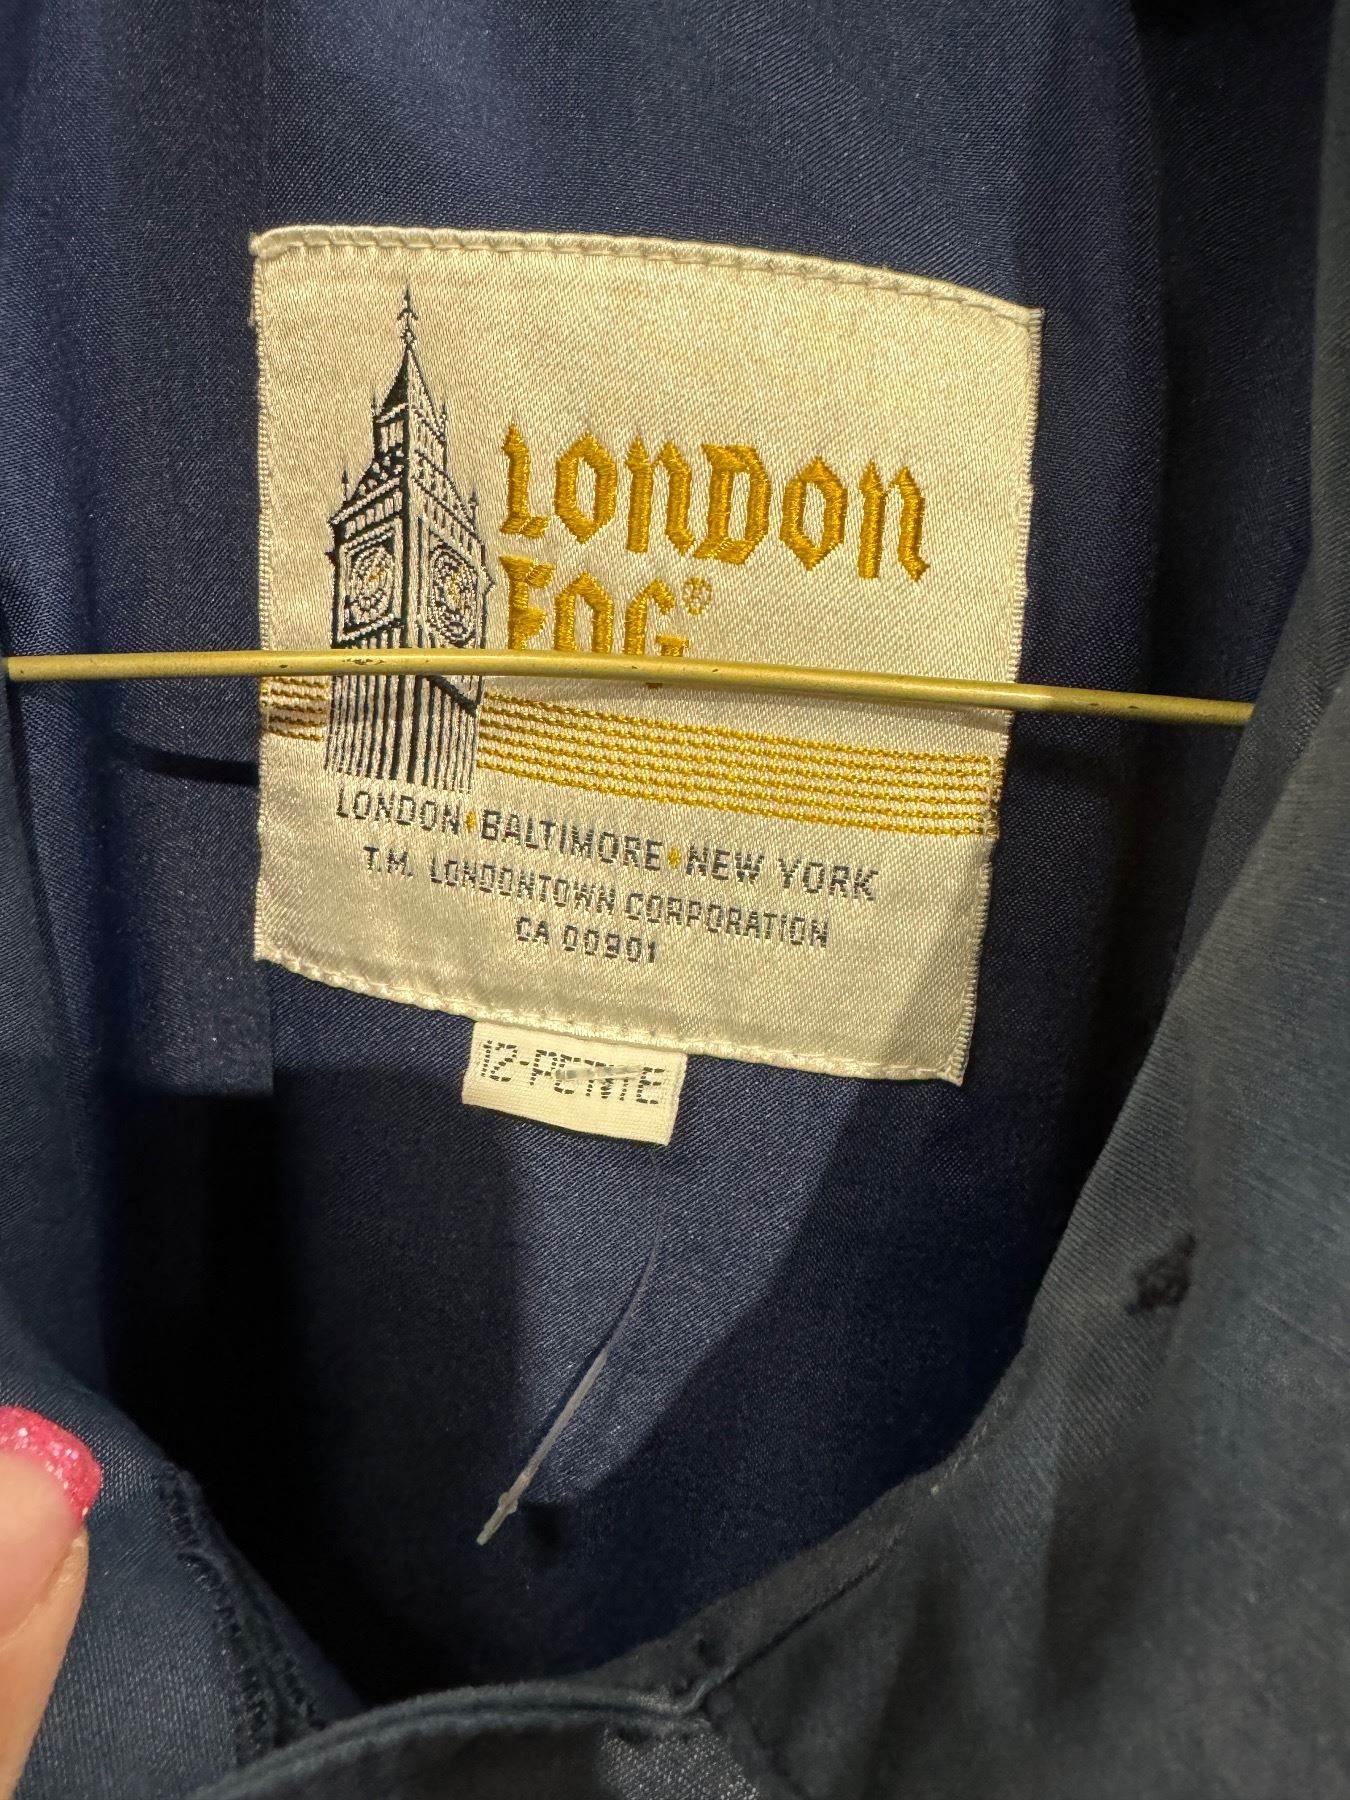 LONDON
FOG®
LONDON • BALTIMORE • NEW YORK
T.M. LONDONTOWN CORPORATION
CA 00901
12-PETITE